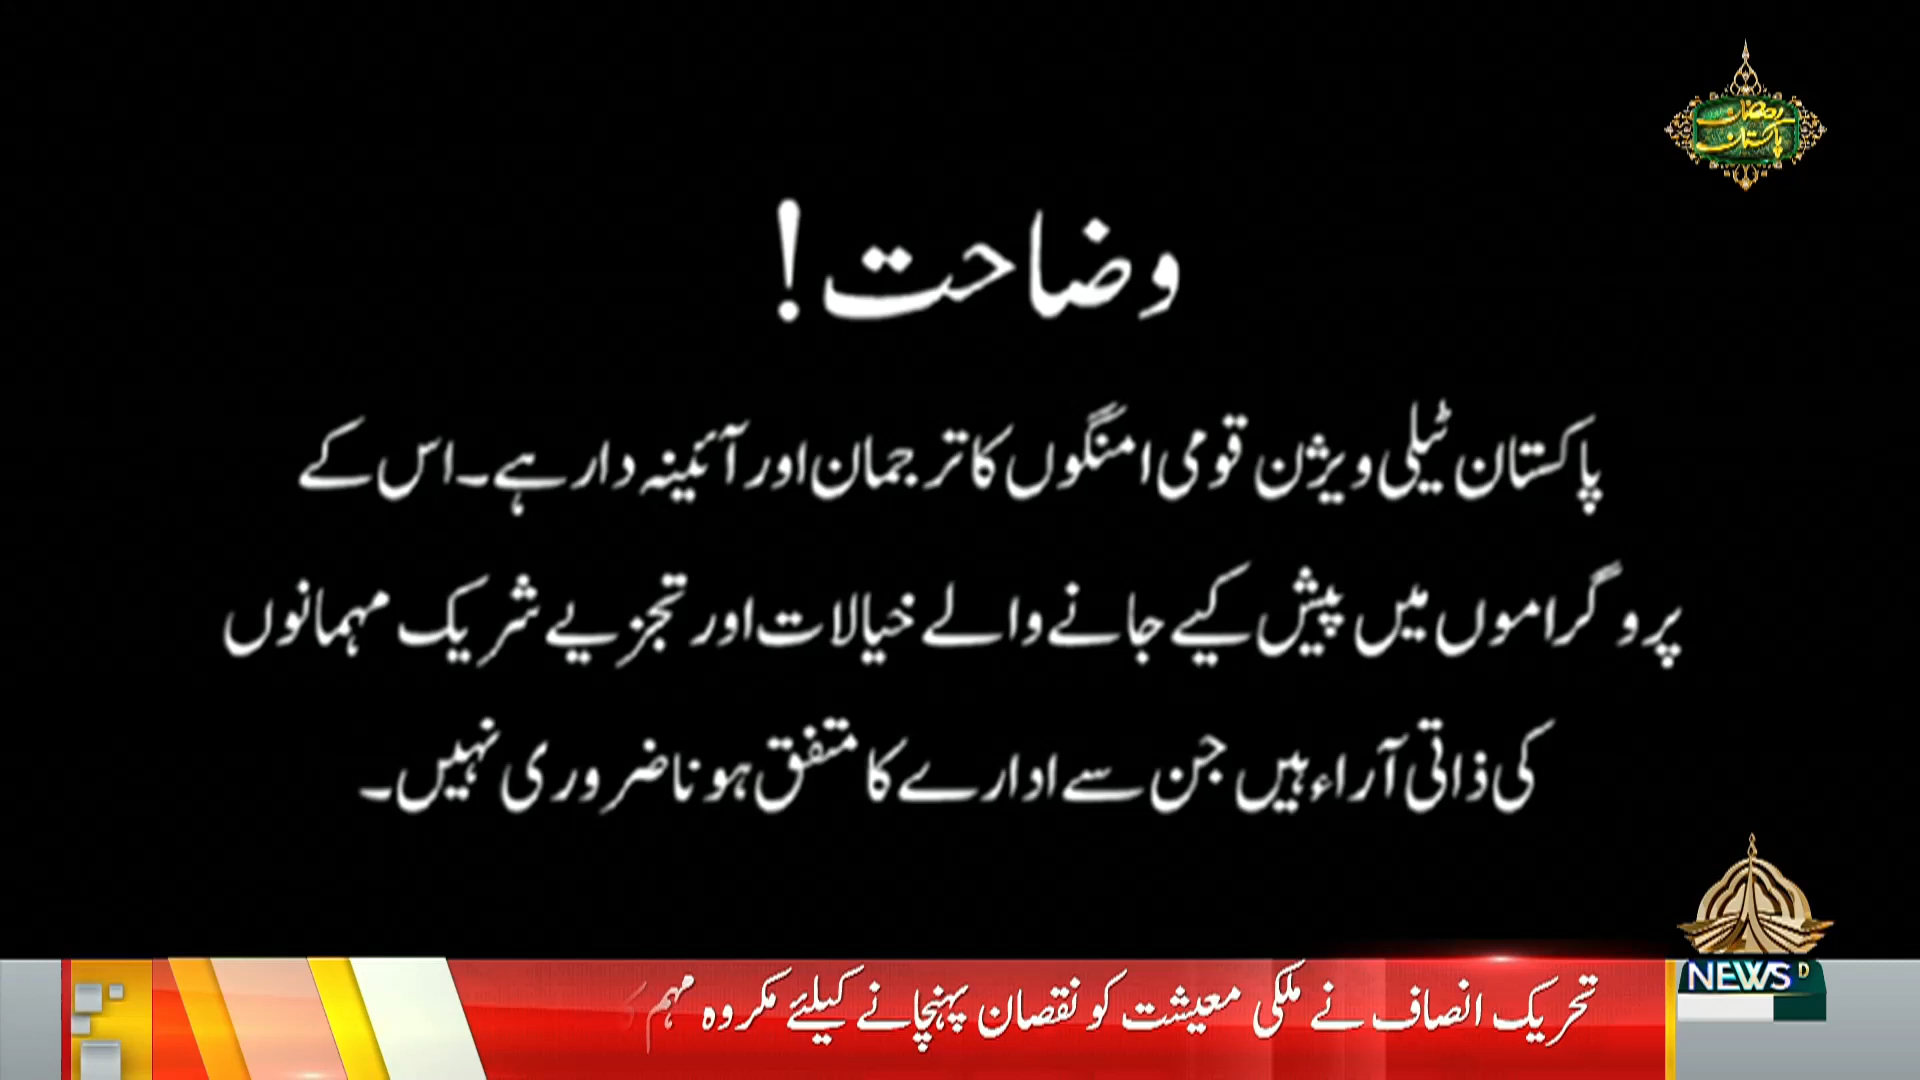 رمضان
پاکستان
وضاحت!
پاکستان ٹیلی ویژن قومی امنگوں کا ترجمان اور آئینہ دار ہے۔ اس کے
پروگراموں میں پیش کیے جانے والے خیالات اور تجزیے شریک مہمانوں
کی ذاتی آراء ہیں جن سے ادارے کا متفق ہونا ضروری نہیں۔
NEWS D
تحریک انصاف نے ملکی معیشت کو نقصان پہنچانے کیلئے مکروہ مہم